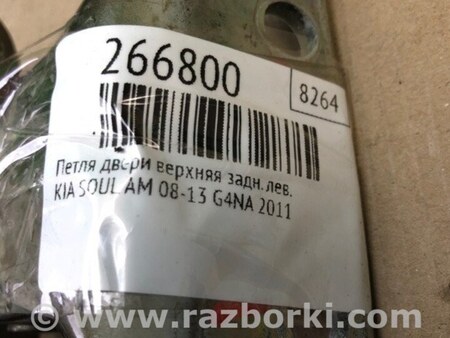 266800
8264
Петля двери верхняя задн. лев.
KIA SOUL AM 08-13 G4NA 2011
© www.razborki.com